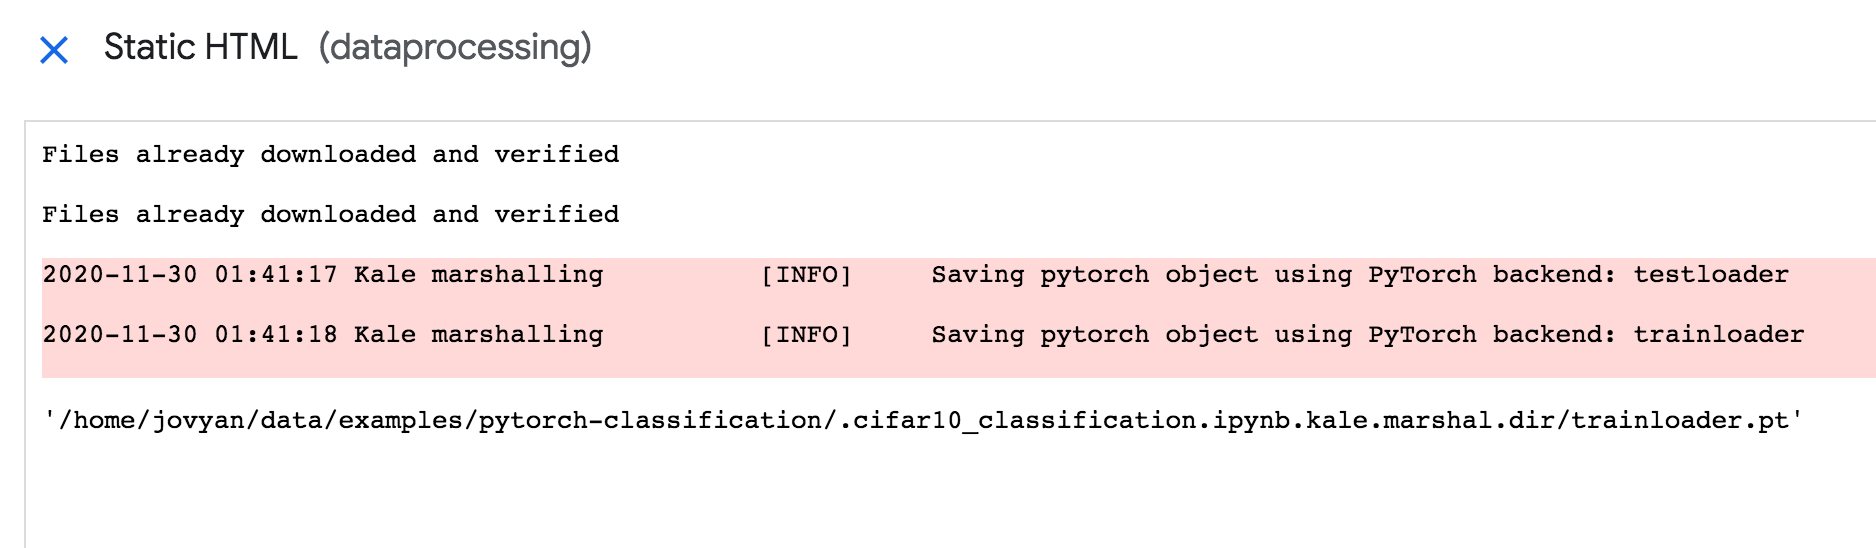 Static HTML (dataprocessing)
Files already downloaded and verified
Files already downloaded and verified
2020-11-30 01:41:17 Kale marshalling [INFO] Saving pytorch object using PyTorch backend: testloader
2020-11-30 01:41:18 Kale marshalling [INFO] Saving pytorch object using PyTorch backend: trainloader
'/home/jovyan/data/examples/pytorch-classification/.cifar10_classification.ipynb.kale.marshal.dir/trainloader.pt'